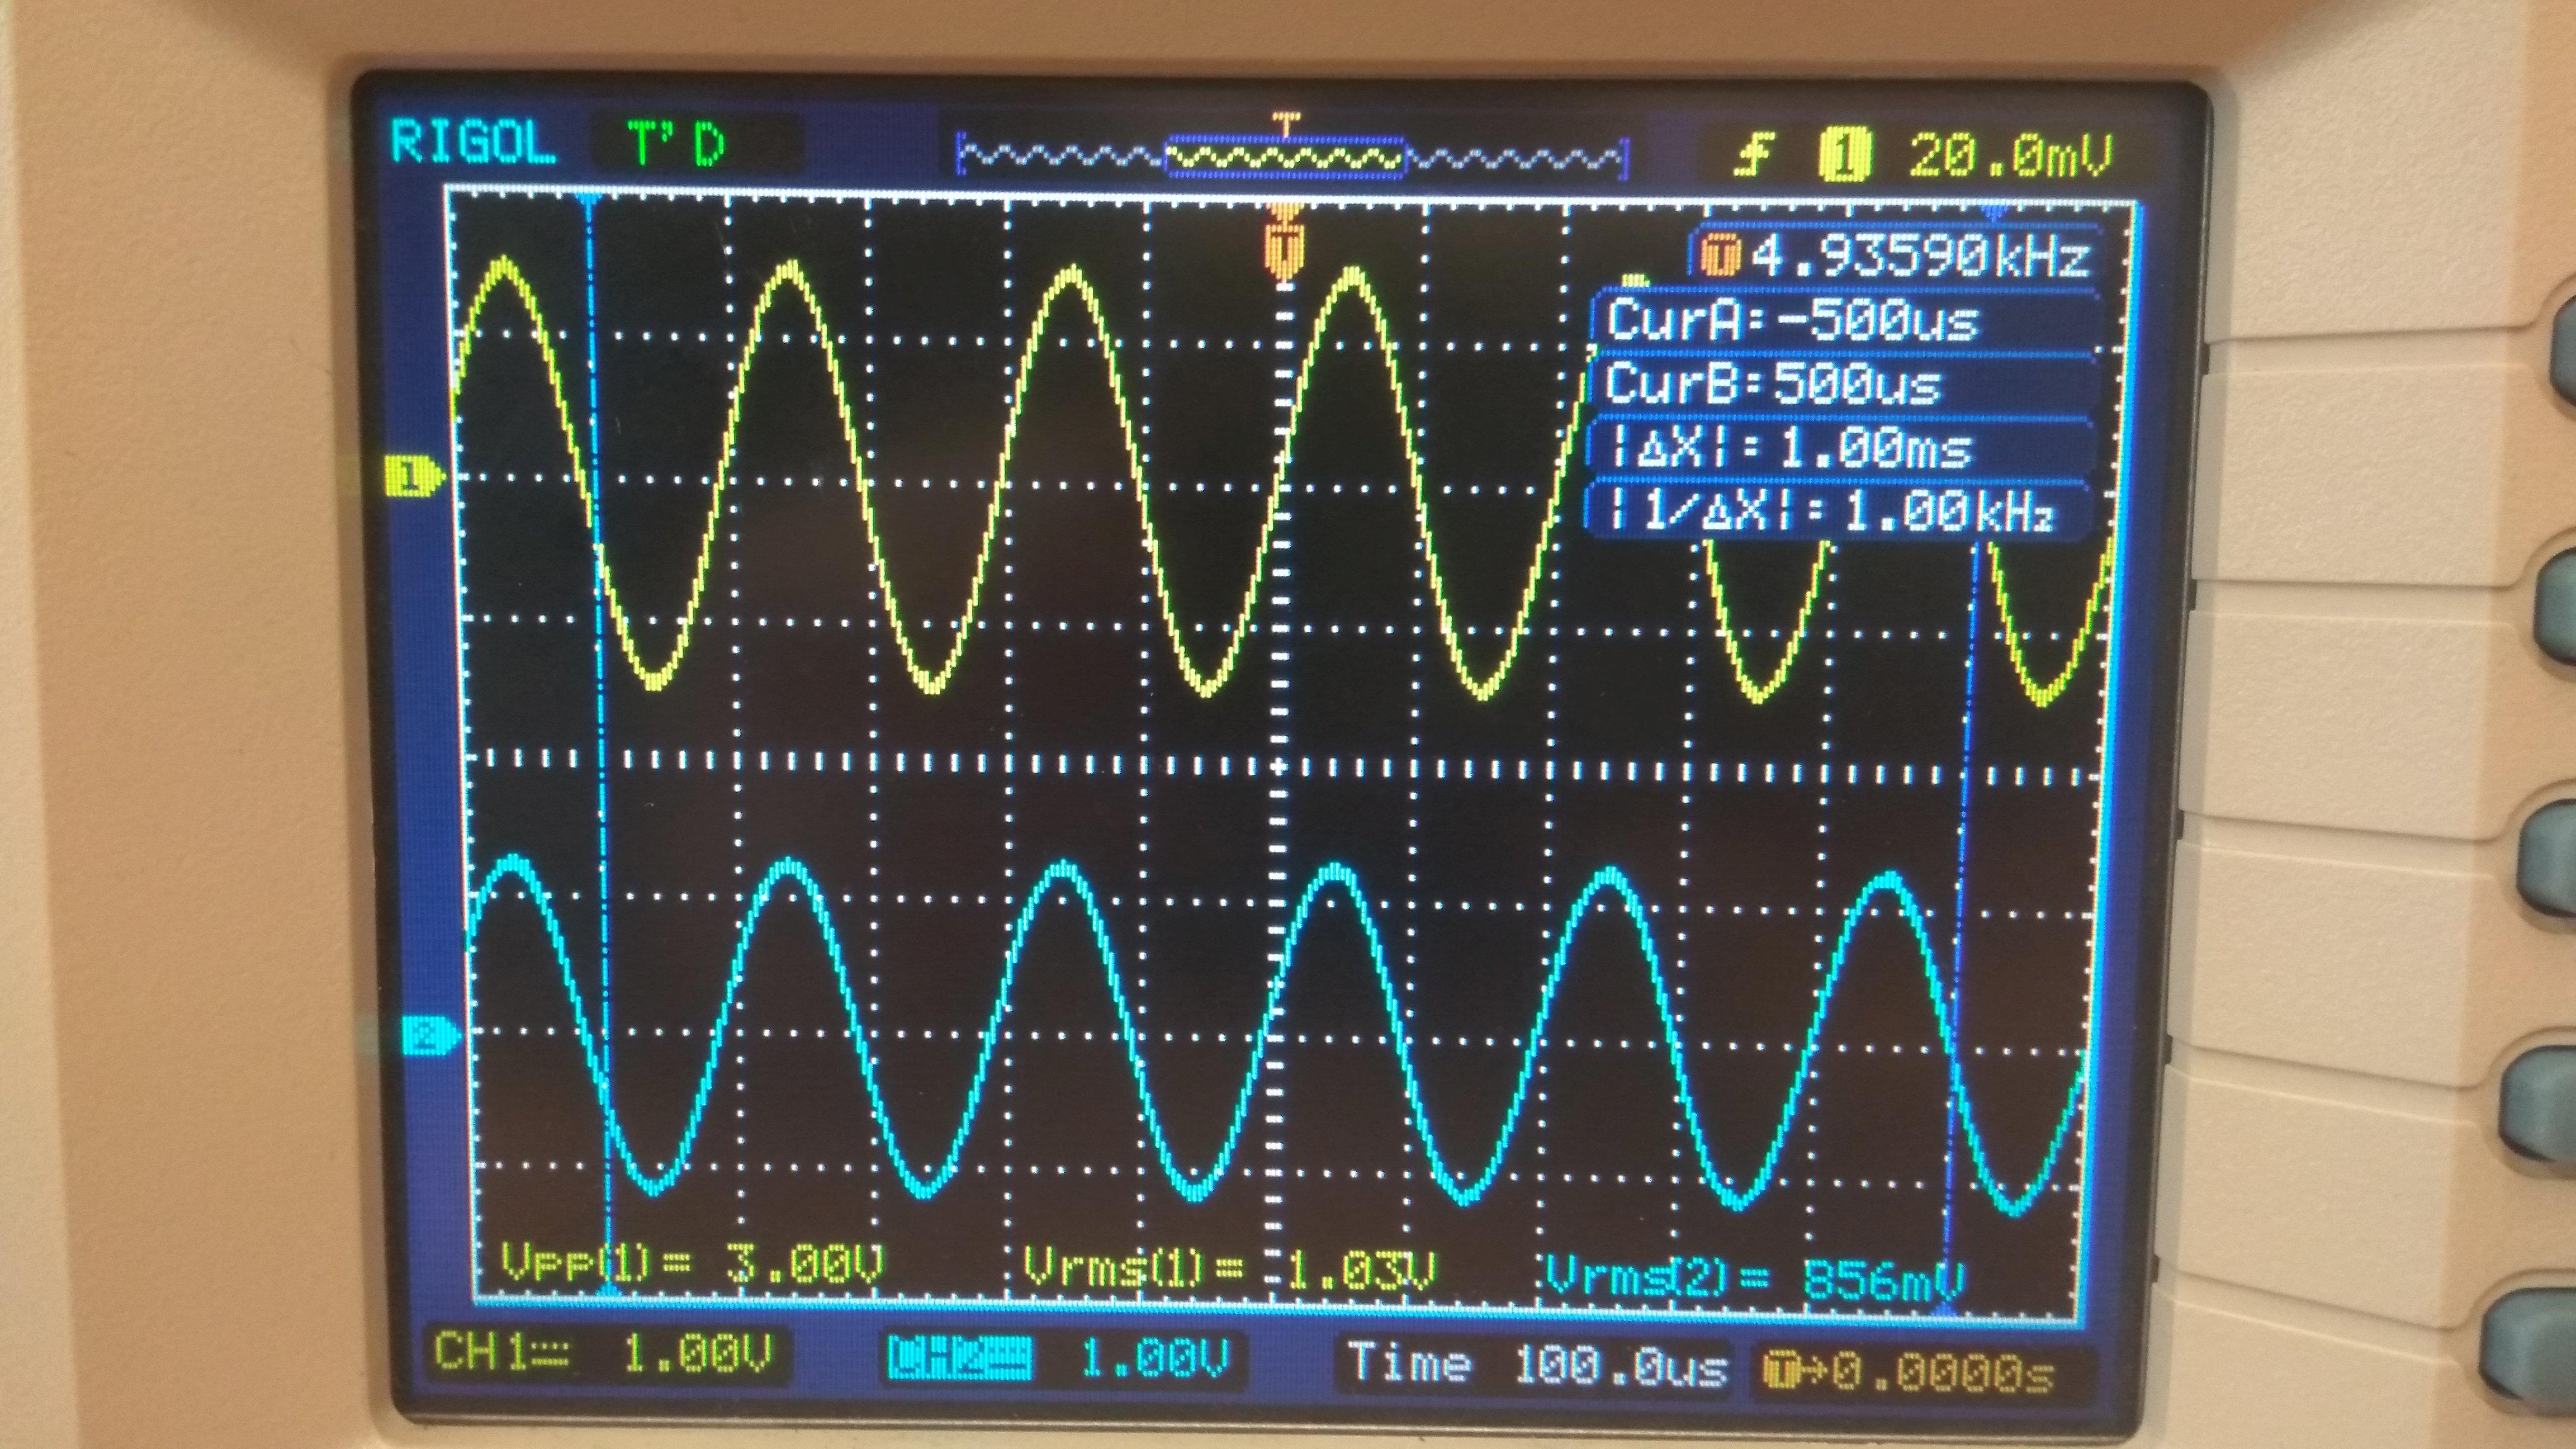 RIGOL T'D T 1 20.0mV
T
T 4.93590kHz
CurA:-500us
CurB:500us
|ΔX|:1.00ms
|1/ΔX|:1.00kHz
1
2
Vpp(1)= 3.00V Vrms(1)= 1.03V Vrms(2)= 856mV
CH1 1.00V CH2 1.00V Time 100.0us T→0.0000s